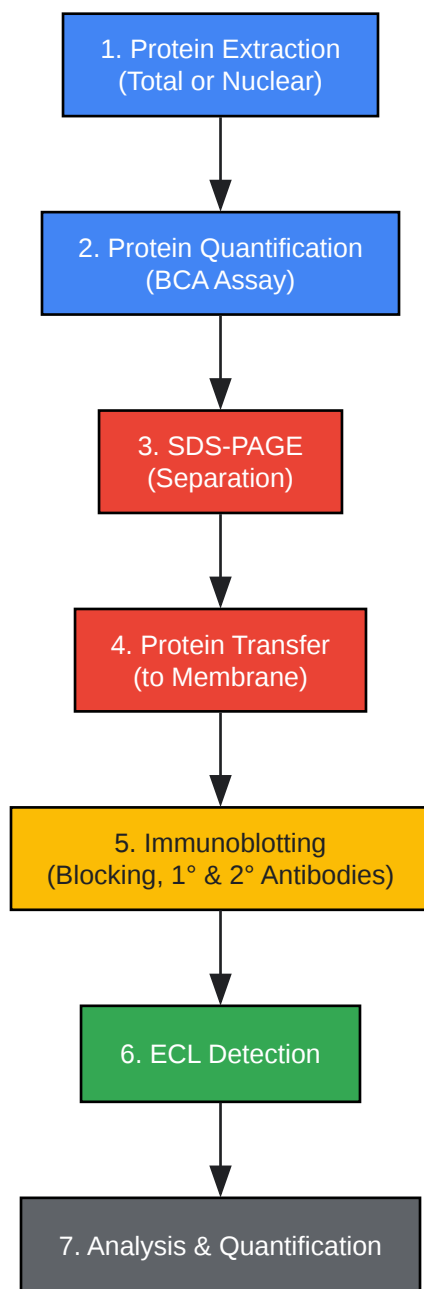 1. Protein Extraction
(Total or Nuclear)
2. Protein Quantification
(BCA Assay)
3. SDS-PAGE
(Separation)
4. Protein Transfer
(to Membrane)
5. Immunoblotting
(Blocking, 1° & 2° Antibodies)
6. ECL Detection
7. Analysis & Quantification